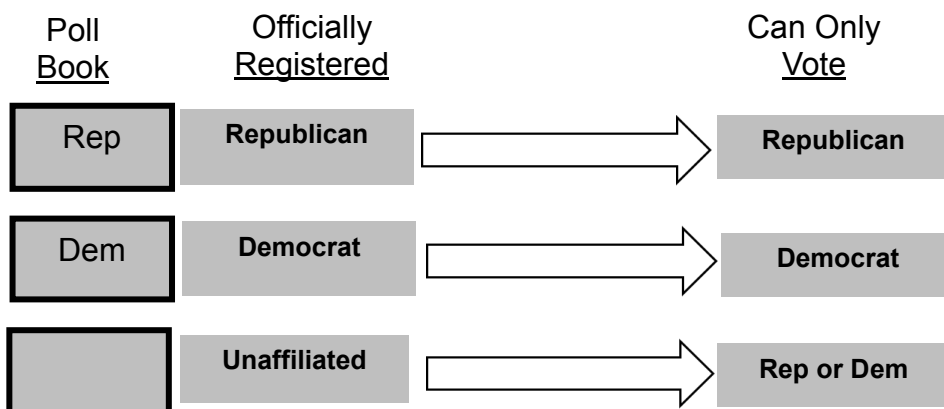 Poll
Book
Officially
Registered
Can Only
Vote
Rep
Republican
Republican
Dem
Democrat
Democrat
Unaffiliated
Rep or Dem